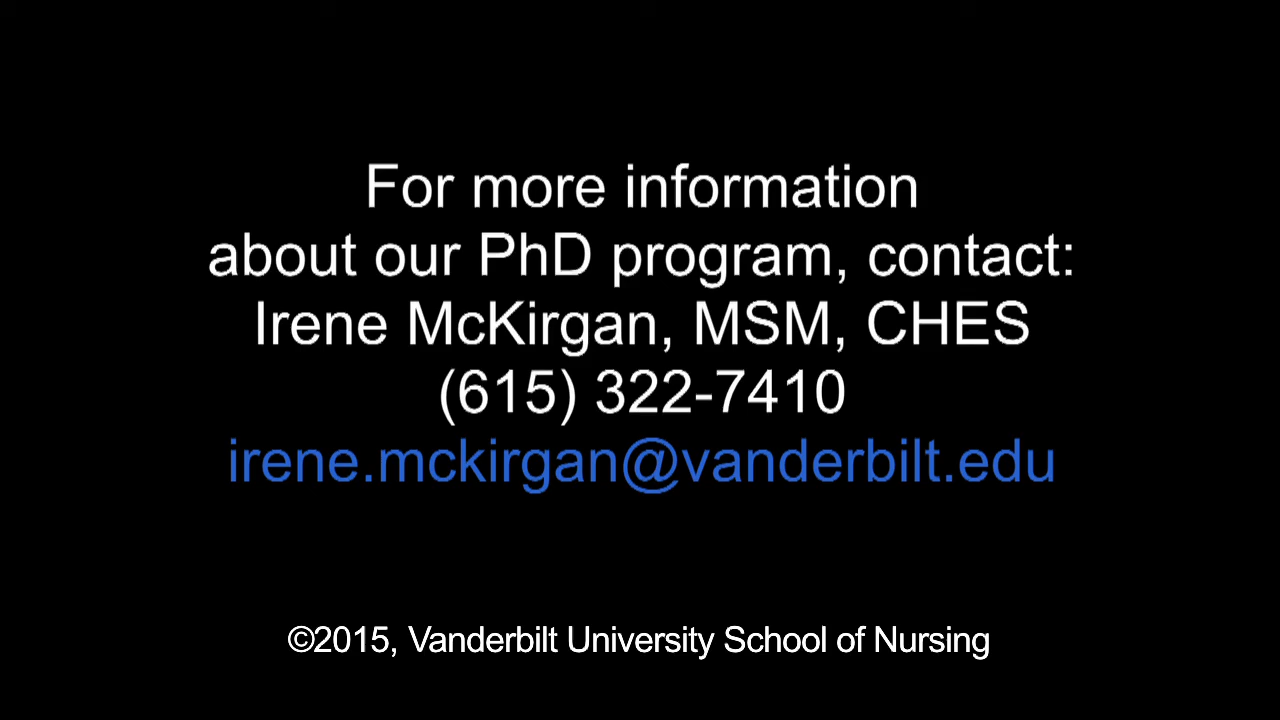 For more information
about our PhD program, contact:
Irene McKirgan, MSM, CHES
(615) 322-7410
irene.mckirgan@vanderbilt.edu
©2015, Vanderbilt University School of Nursing